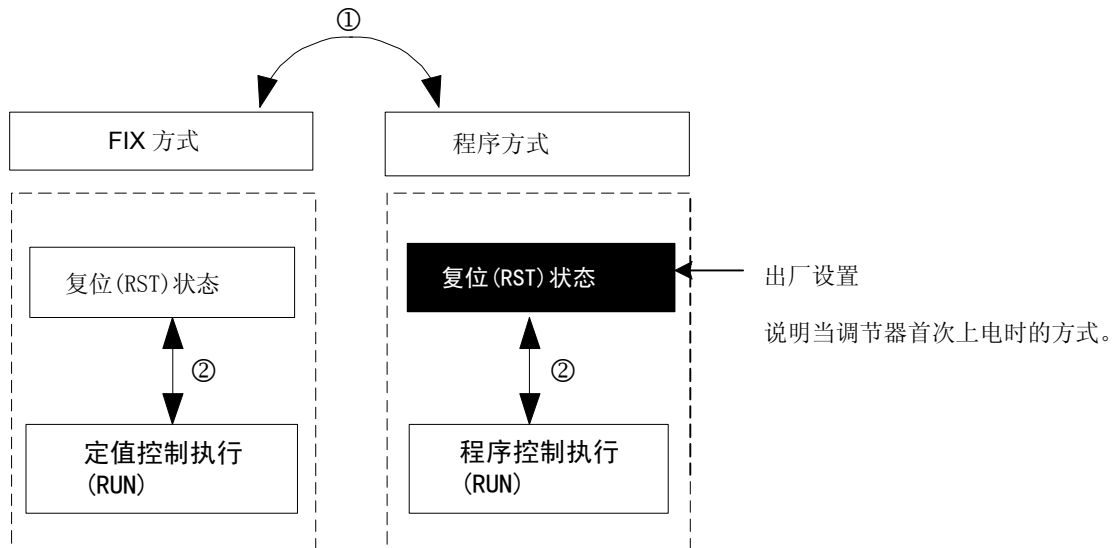 ①
FIX 方式
程序方式
复位(RST)状态
复位(RST)状态
出厂设置
说明当调节器首次上电时的方式。
②
②
定值控制执行
(RUN)
程序控制执行
(RUN)